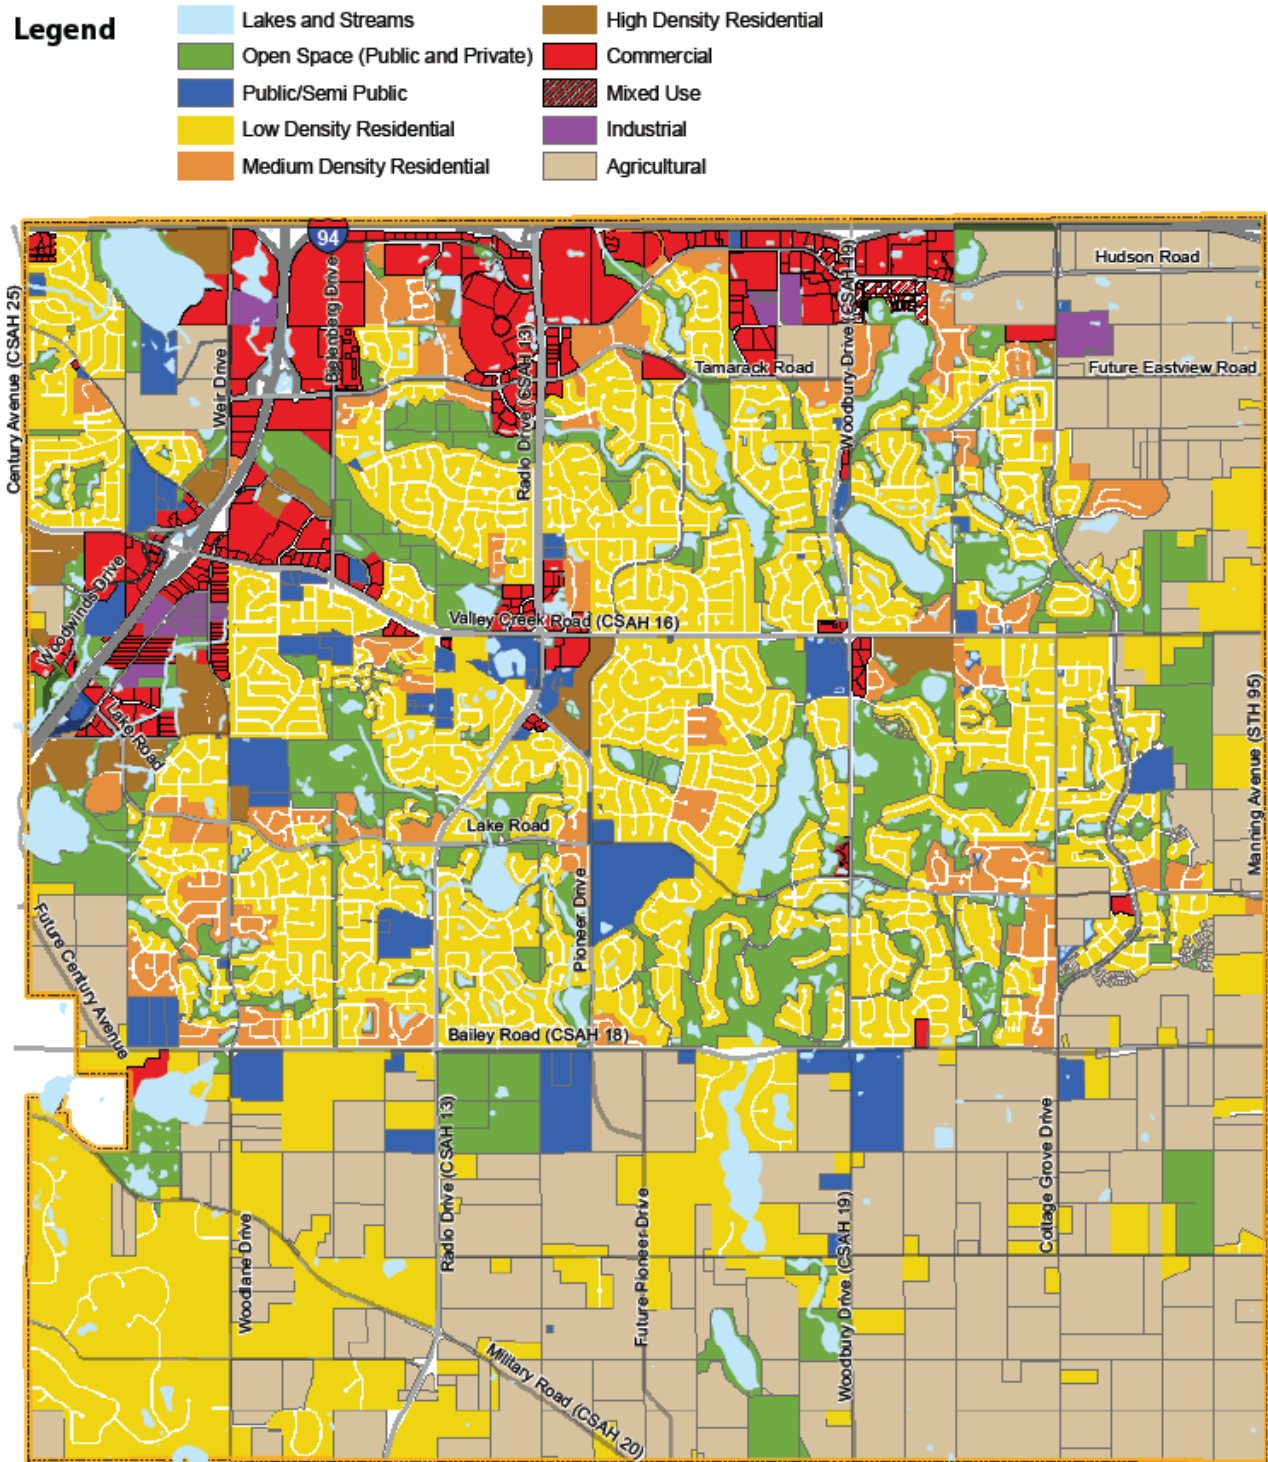 Legend
Lakes and Streams
Open Space (Public and Private)
Public/Semi Public
Low Density Residential
Medium Density Residential
High Density Residential
Commercial
Mixed Use
Industrial
Agricultural
94
Hudson Road
Century Avenue (CSAH 25)
Weir Drive
Bielenberg Drive
Radio Drive (CSAH 13)
Woodbury Drive (CSAH 19)
Tamarack Road
Future Eastview Road
Woodwinds Drive
Valley Creek Road (CSAH 16)
Manning Avenue (STH 95)
Lake Road
Lake Road
Pioneer Drive
Future Century Avenue
Bailey Road (CSAH 18)
Radio Drive (CSAH 13)
Cottage Grove Drive
Woodlane Drive
Future Pioneer Drive
Woodbury Drive (CSAH 19)
Military Road (CSAH 20)